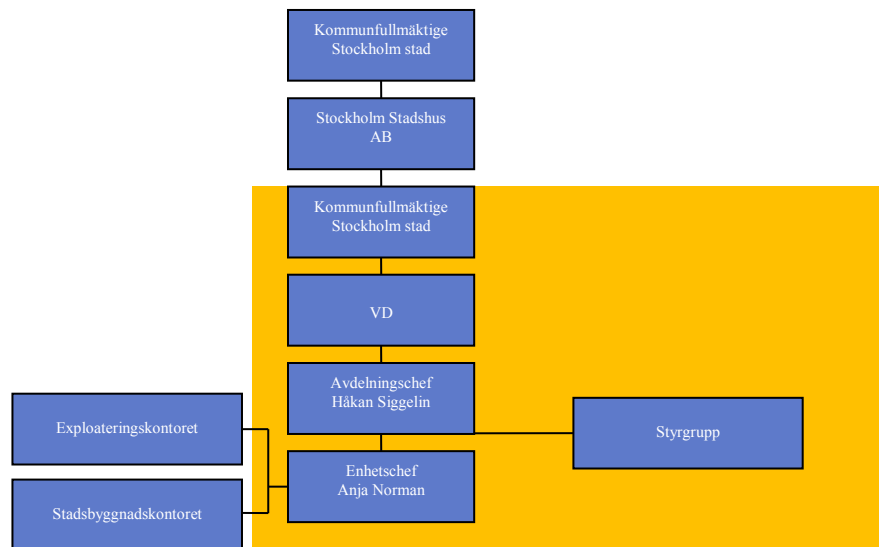 Kommunfullmäktige
Stockholm stad
Stockholm Stadshus
AB
Kommunfullmäktige
Stockholm stad
VD
Avdelningschef
Håkan Siggelin
Exploateringskontoret
Styrgrupp
Enhetschef
Anja Norman
Stadsbyggnadskontoret